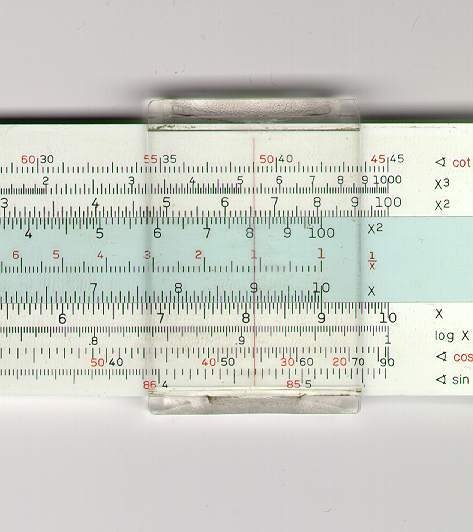 60 30 55 35 50 40 45 45 ◁ cot
2 3 4 5 6 7 8 9 1000 X³
3 4 5 6 7 8 9 100 X²
4 5 6 7 8 9 100 X²
6 5 4 3 2 1 1 1/x
7 8 9 10 X
6 7 8 9 10 X
.8 .9 1 log X
50 40 40 50 30 60 20 70 90 ◁ cos
86 4 85 5 ◁ sin